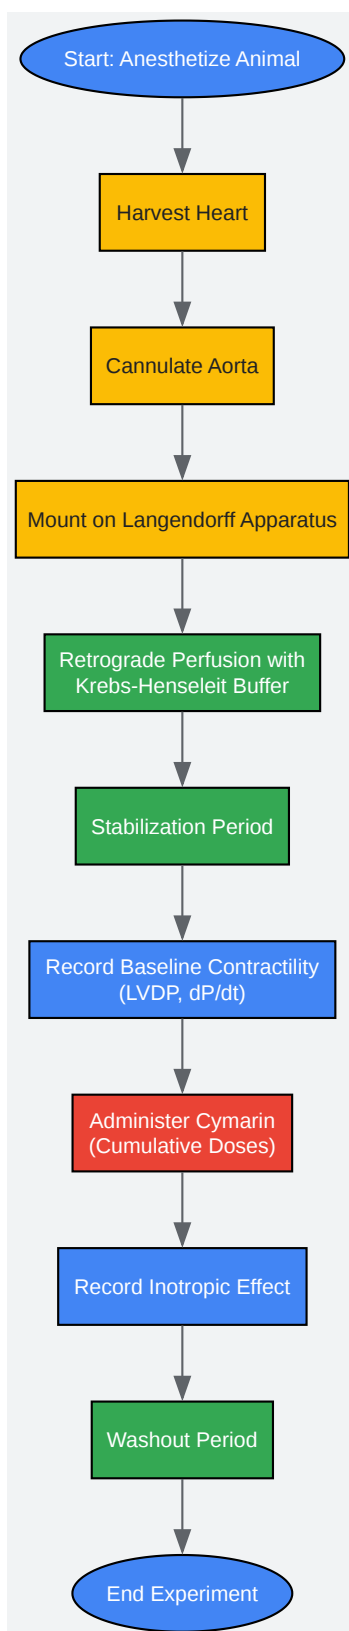 Start: Anesthetize Animal
Harvest Heart
Cannulate Aorta
Mount on Langendorff Apparatus
Retrograde Perfusion with
Krebs-Henseleit Buffer
Stabilization Period
Record Baseline Contractility
(LVDP, dP/dt)
Administer Cymarin
(Cumulative Doses)
Record Inotropic Effect
Washout Period
End Experiment